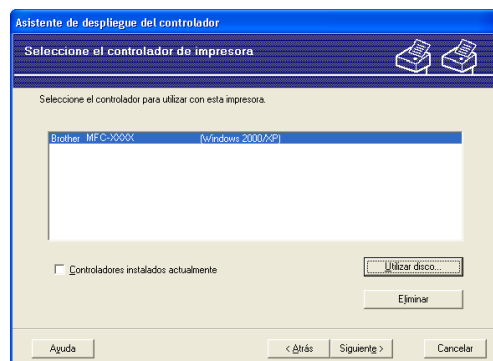 Asistente de despliegue del controlador
Seleccione el controlador de impresora
Seleccione el controlador para utilizar con esta impresora.
Brother MFC-XXXX (Windows 2000/XP)
Controladores instalados actualmente
Utilizar disco...
Eliminar
Ayuda
< Atrás
Siguiente >
Cancelar